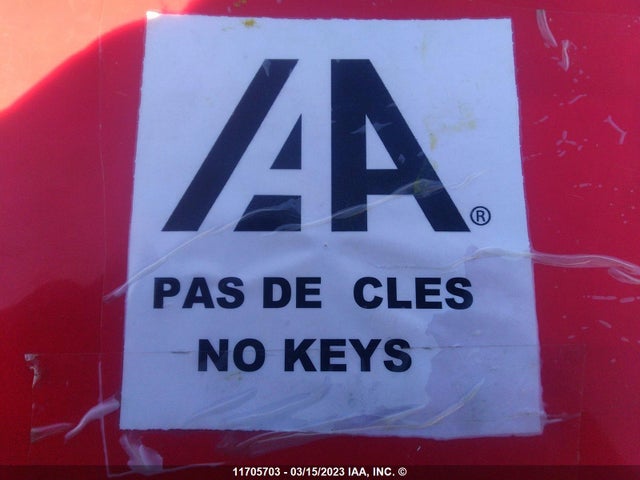 IAA®
PAS DE CLES
NO KEYS
11705703 - 03/15/2023 IAA, INC. ©